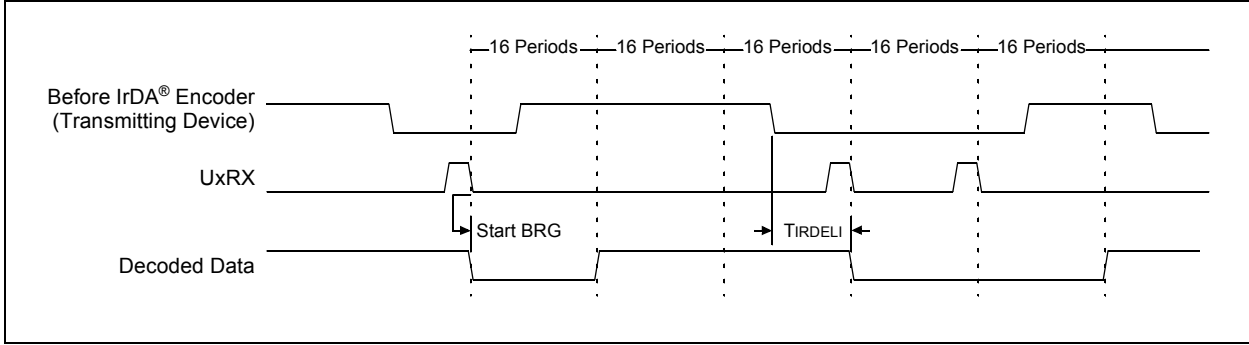 16 Periods 16 Periods 16 Periods 16 Periods 16 Periods
Before IrDA® Encoder
(Transmitting Device)
UxRX
Start BRG
TIRDELI
Decoded Data